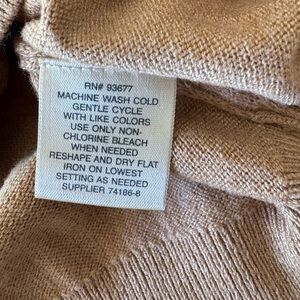 RN# 93677
MACHINE WASH COLD
GENTLE CYCLE
WITH LIKE COLORS
USE ONLY NON-
CHLORINE BLEACH
WHEN NEEDED
RESHAPE AND DRY FLAT
IRON ON LOWEST
SETTING AS NEEDED
SUPPLIER 74186-8